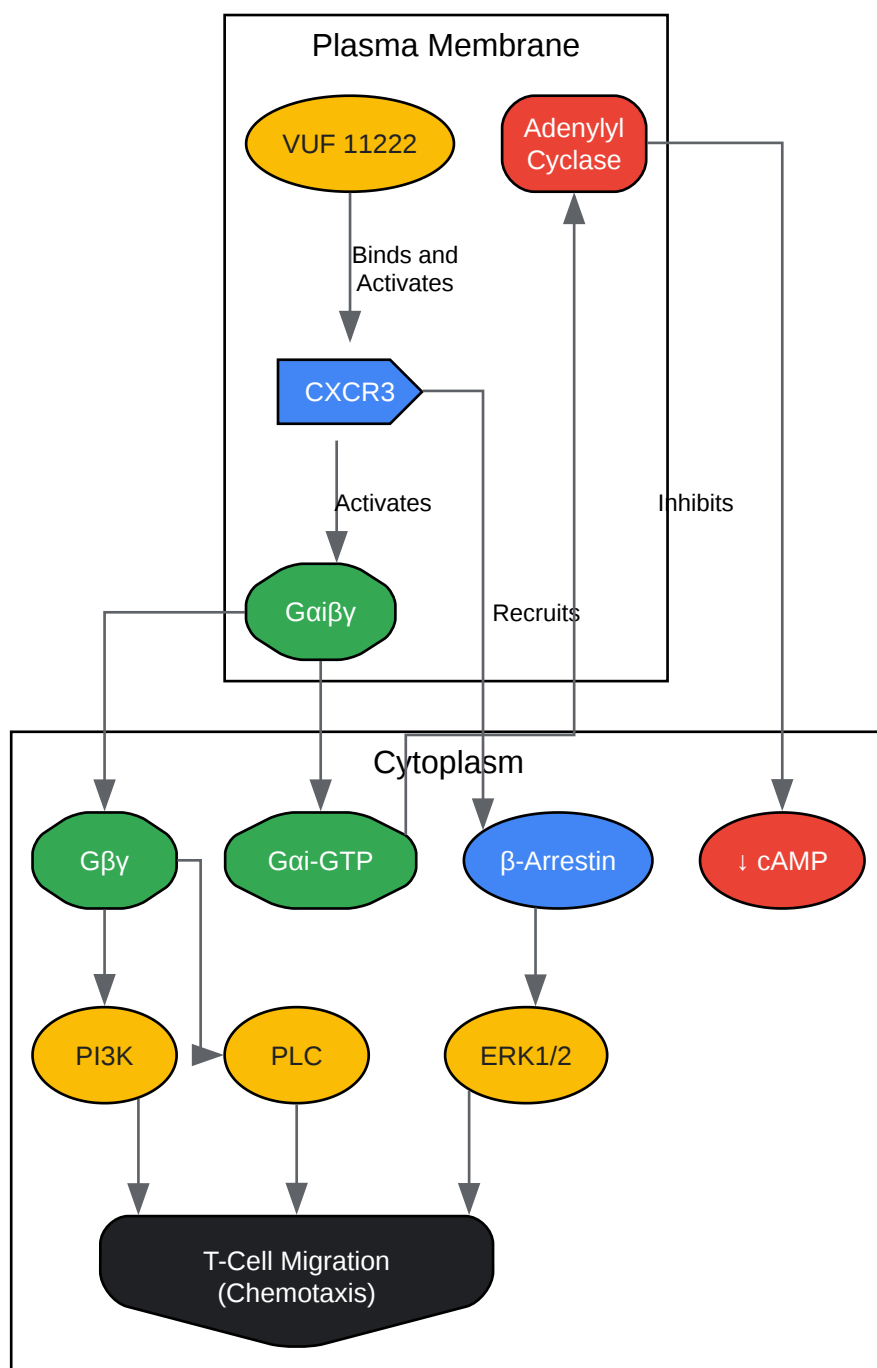 Plasma Membrane
VUF 11222
Adenylyl
Cyclase
Binds and
Activates
CXCR3
Activates
Inhibits
Gαiβγ
Recruits
Cytoplasm
Gβγ
Gαi-GTP
β-Arrestin
↓ cAMP
PI3K
PLC
ERK1/2
T-Cell Migration
(Chemotaxis)